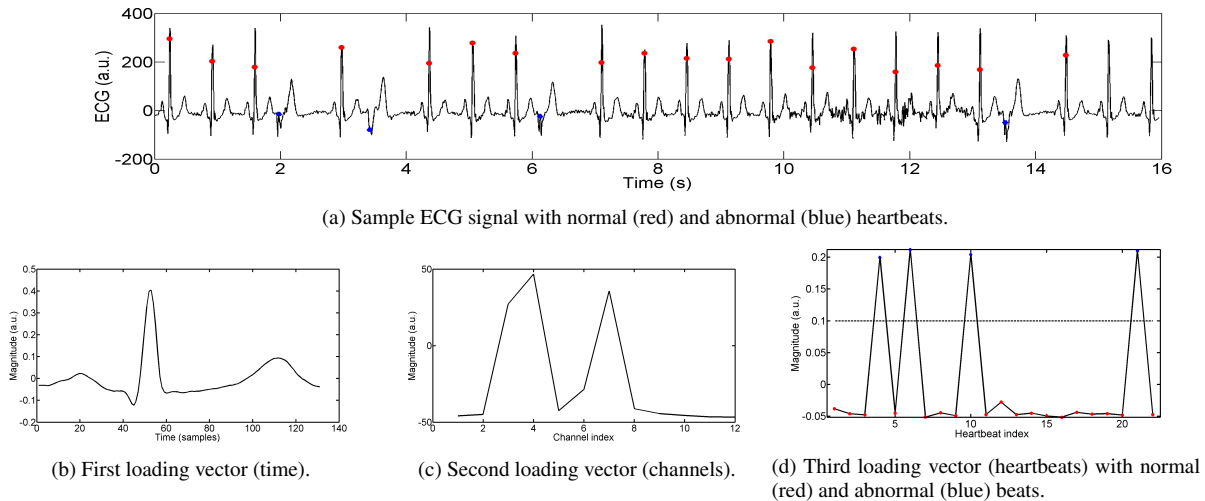 400
200
0
-200
ECG (a.u.)
0 2 4 6 8 10 12 14 16
Time (s)
(a) Sample ECG signal with normal (red) and abnormal (blue) heartbeats.
0.5
0.4
0.3
0.2
0.1
0
-0.1
-0.2
Magnitude (a.u.)
0 20 40 60 80 100 120 140
Time (samples)
(b) First loading vector (time).
50
0
-50
Magnitude (a.u.)
0 2 4 6 8 10 12
Channel index
(c) Second loading vector (channels).
0.2
0.15
0.1
0.05
0
-0.05
Magnitude (a.u.)
5 10 15 20
Heartbeat index
(d) Third loading vector (heartbeats) with normal
(red) and abnormal (blue) beats.